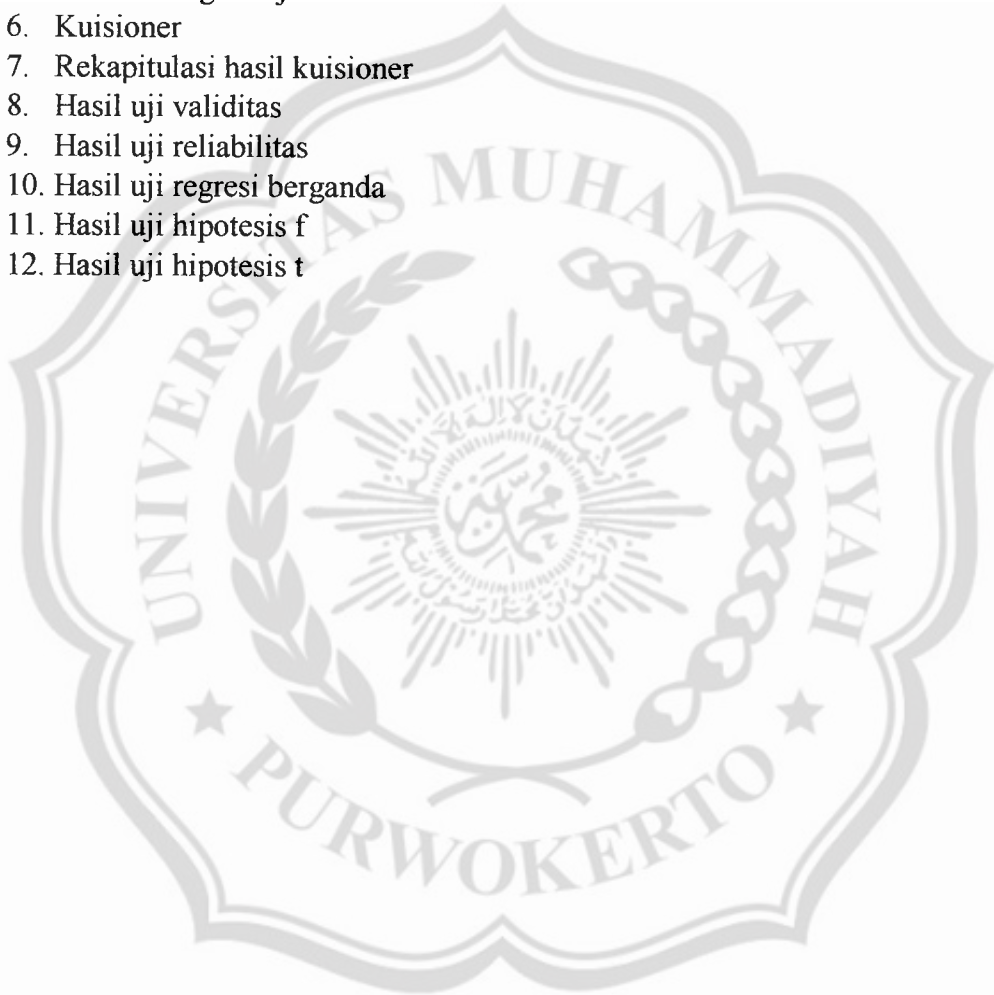 6. Kuisioner
7. Rekapitulasi hasil kuisioner
8. Hasil uji validitas
9. Hasil uji reliabilitas
10. Hasil uji regresi berganda
11. Hasil uji hipotesis f
12. Hasil uji hipotesis t
UNIVERSITAS MUHAMMADIYAH
PURWOKERTO